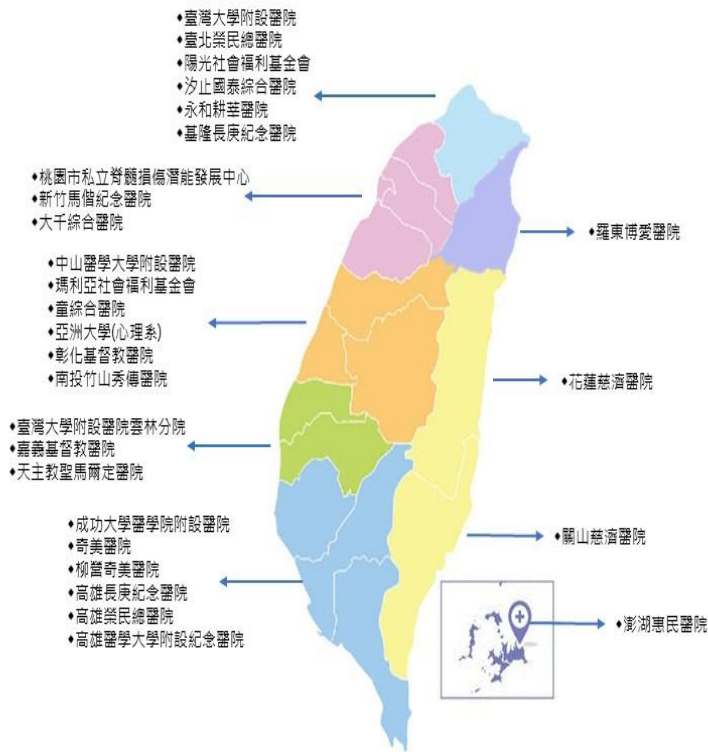 ◆臺灣大學附設醫院
◆臺北榮民總醫院
◆陽光社會福利基金會
◆汐止國泰綜合醫院
◆永和耕莘醫院
◆基隆長庚紀念醫院
◆桃園市私立脊髓損傷潛能發展中心
◆新竹馬偕紀念醫院
◆大千綜合醫院
◆羅東博愛醫院
◆中山醫學大學附設醫院
◆瑪利亞社會福利基金會
◆童綜合醫院
◆亞洲大學(心理系)
◆彰化基督教醫院
◆南投竹山秀傳醫院
◆花蓮慈濟醫院
◆臺灣大學附設醫院雲林分院
◆嘉義基督教醫院
◆天主教聖馬爾定醫院
◆成功大學醫學院附設醫院
◆奇美醫院
◆柳營奇美醫院
◆高雄長庚紀念醫院
◆高雄榮民總醫院
◆高雄醫學大學附設紀念醫院
◆關山慈濟醫院
◆澎湖惠民醫院